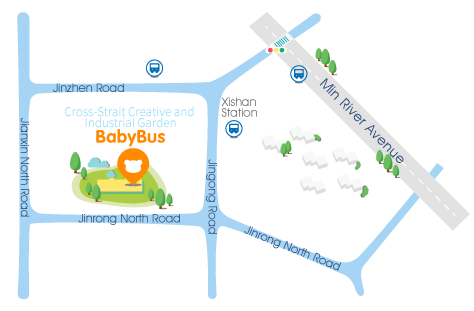 Jinzhen Road
Cross-Strait Creative and
Industrial Garden
BabyBus
Xishan
Station
Min River Avenue
Jianxin North Road
Jingong Road
Jinrong North Road
Jinrong North Road